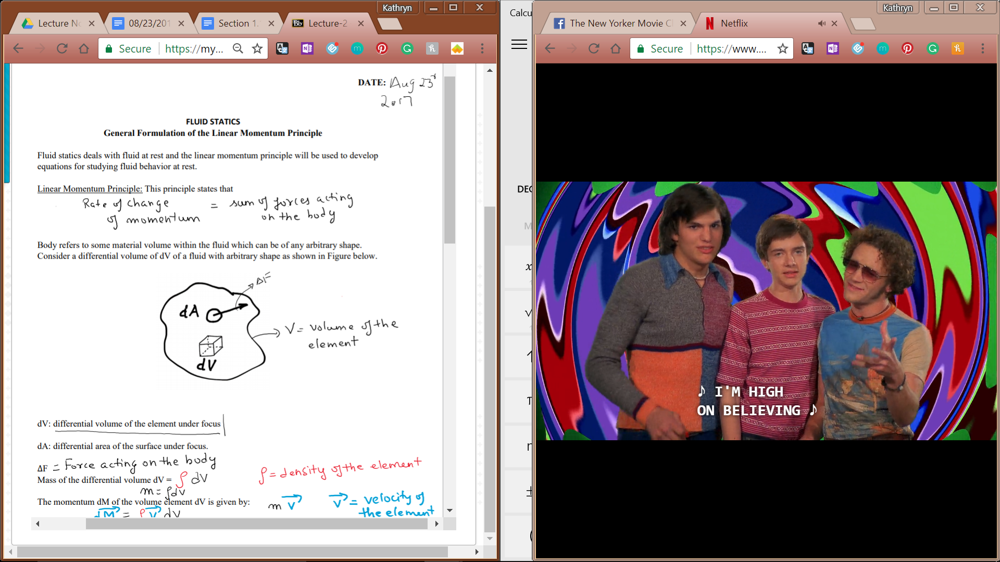 Kathryn
Lecture No
08/23/201
Section 1.
Bb Lecture-2
Secure https://my...
DATE: Aug 23r
2017
FLUID STATICS
General Formulation of the Linear Momentum Principle
Fluid statics deals with fluid at rest and the linear momentum principle will be used to develop
equations for studying fluid behavior at rest.
Linear Momentum Principle: This principle states that
Rate of change = sum of forces acting
of momentum on the body
Body refers to some material volume within the fluid which can be of any arbitrary shape.
Consider a differential volume of dV of a fluid with arbitrary shape as shown in Figure below.
ΔF
dA
V = volume of the
element
dV
dV: differential volume of the element under focus
dA: differential area of the surface under focus.
ΔF = Force acting on the body
ρ = density of the element
Mass of the differential volume dV = ρ dV
m = ρdv
The momentum dM of the volume element dV is given by: m V⃗ V⃗ = velocity of
dM⃗ = ρV⃗ dV the element
Calcu
DEC
M
x
√
n
±
(
Kathryn
The New Yorker Movie Cl
Netflix
Secure https://www....
♪ I'M HIGH
ON BELIEVING ♪